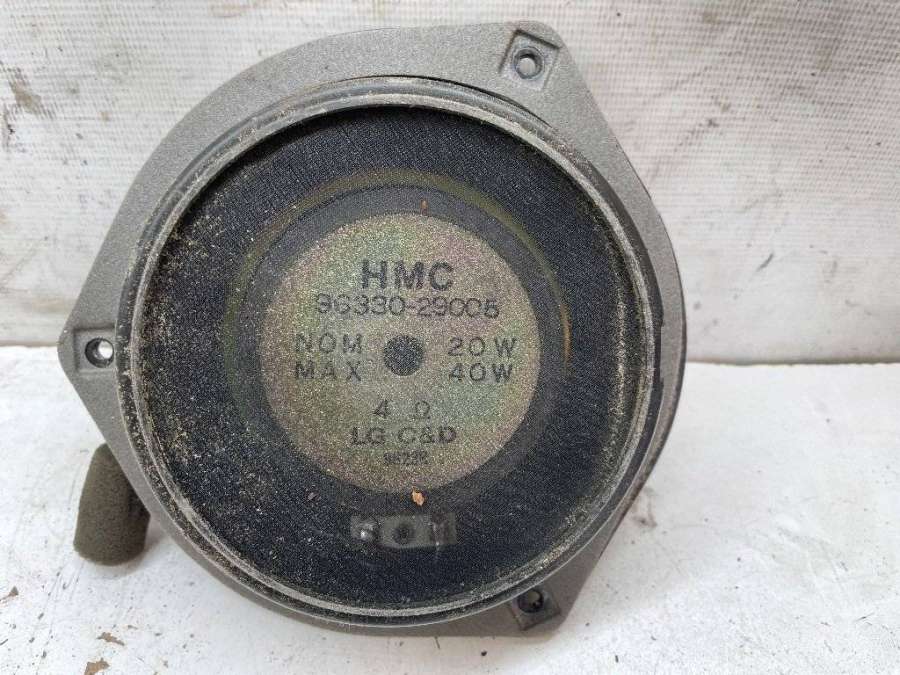 HMC
96330-29005
NOM 20W
MAX 40W
4 Ω
LG C&D